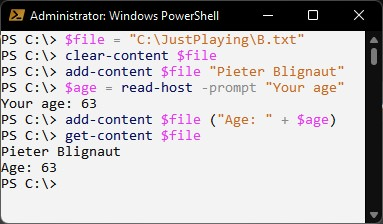 Administrator: Windows PowerShell
PS C:\> $file = "C:\JustPlaying\B.txt"
PS C:\> clear-content $file
PS C:\> add-content $file "Pieter Blignaut"
PS C:\> $age = read-host -prompt "Your age"
Your age: 63
PS C:\> add-content $file ("Age: " + $age)
PS C:\> get-content $file
Pieter Blignaut
Age: 63
PS C:\>